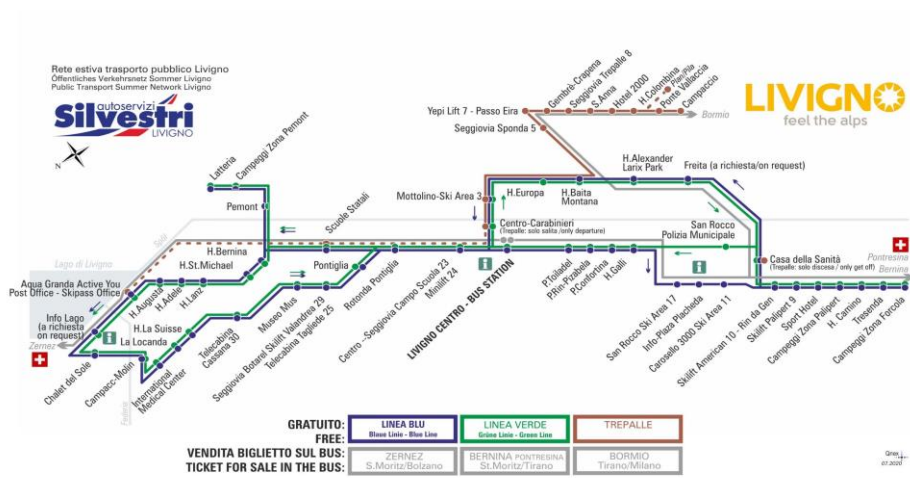 Rete estiva trasporto pubblico Livigno
Öffentliches Verkehrsnetz Sommer Livigno
Public Transport Summer Network Livigno
autoservizi
Silvestri
LIVIGNO
N
LIVIGNO
feel the alps
Gembrè-Crapena
Seggiovia Trepalle 8
S.Anna
Hotel 2000
H.Colombina
Plan/Pila
Ponte Vallaccia
Campaccio
Yepi Lift 7 - Passo Eira
Bormio
Seggiovia Sponda 5
Latteria
Campeggi Zona Pemont
Pemont
Scuole Statali
Mottolino-Ski Area 3
H.Europa
H.Baita
Montana
H.Alexander
Larix Park
Freita (a richiesta/on request)
Centro-Carabinieri
(Trepalle: solo salita /only departure)
San Rocco
Polizia Municipale
Casa della Sanità
(Trepalle: solo discesa / only get off)
Pontresina
Bernina
Lago di Livigno
H.Bernina
H.St.Michael
H.Lanz
H.Adele
H.Augusta
Aqua Granda Active You
Post Office - Skipass Office
Info Lago
(a richiesta
on request)
Zernez
Chalet del Sole
Campacc-Molin
Federia
H.La Suisse
La Locanda
International
Medical Center
Telecabina
Cassana 30
Museo Mus
Seggiovia Botarel Skilift Valandrea 29
Telecabina Tagliede 25
Pontiglia
Rotonda Pontiglia
Centro -Seggiovia Campo Scuola 23
Minilift 24
LIVIGNO CENTRO - BUS STATION
P.Toiladel
P.Rin-Pizabela
P.Confortina
H.Galli
San Rocco Ski Area 17
Info-Plaza Placheda
Carosello 3000 Ski Area 11
Skilift American 10 - Rin da Gen
Skilift Palipert 9
Sport Hotel
Campeggi Zona Palipert
H. Camino
Tresenda
Campeggi Zona Forcola
GRATUITO:
FREE:
LINEA BLU
Blaue Linie - Blue Line
LINEA VERDE
Grüne Linie - Green Line
TREPALLE
VENDITA BIGLIETTO SUL BUS:
TICKET FOR SALE IN THE BUS:
ZERNEZ
S.Moritz/Bolzano
BERNINA PONTRESINA
St.Moritz/Tirano
BORMIO
Tirano/Milano
07.2020